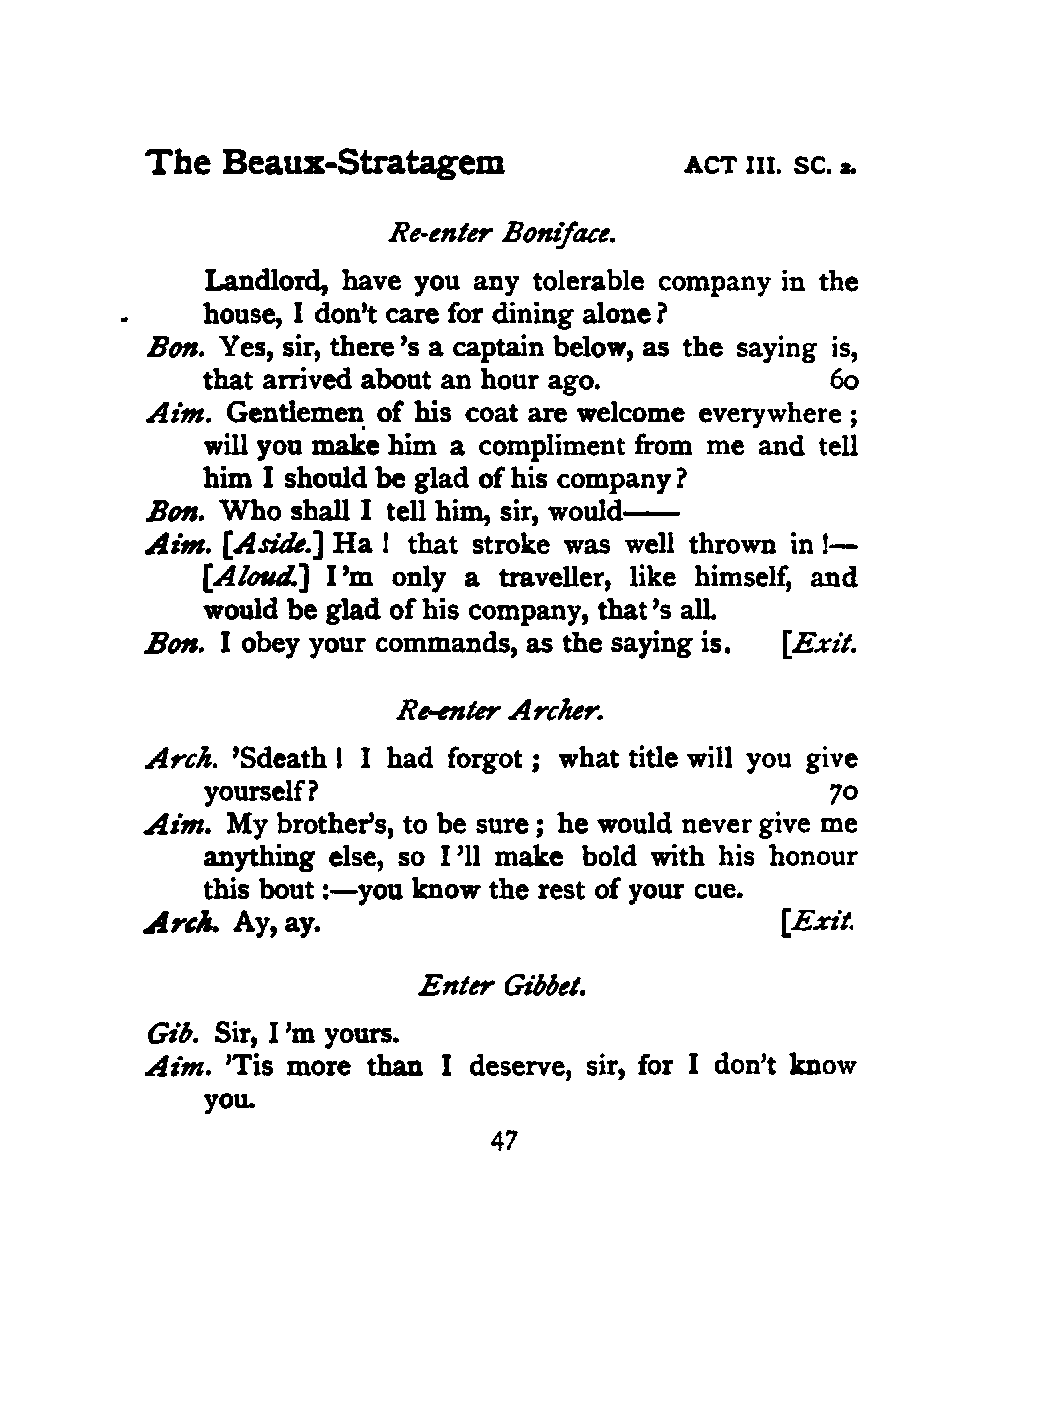 The Beaux-Stratagem ACT III. SC. 2.
Re-enter Boniface.
Landlord, have you any tolerable company in the
house, I don't care for dining alone?
Bon. Yes, sir, there's a captain below, as the saying is,
that arrived about an hour ago. 60
Aim. Gentlemen of his coat are welcome everywhere;
will you make him a compliment from me and tell
him I should be glad of his company?
Bon. Who shall I tell him, sir, would——
Aim. [Aside.] Ha! that stroke was well thrown in!—
[Aloud.] I'm only a traveller, like himself, and
would be glad of his company, that's all.
Bon. I obey your commands, as the saying is. [Exit.
Re-enter Archer.
Arch. 'Sdeath! I had forgot; what title will you give
yourself? 70
Aim. My brother's, to be sure; he would never give me
anything else, so I'll make bold with his honour
this bout:—you know the rest of your cue.
Arch. Ay, ay. [Exit.
Enter Gibbet.
Gib. Sir, I'm yours.
Aim. 'Tis more than I deserve, sir, for I don't know
you.
47